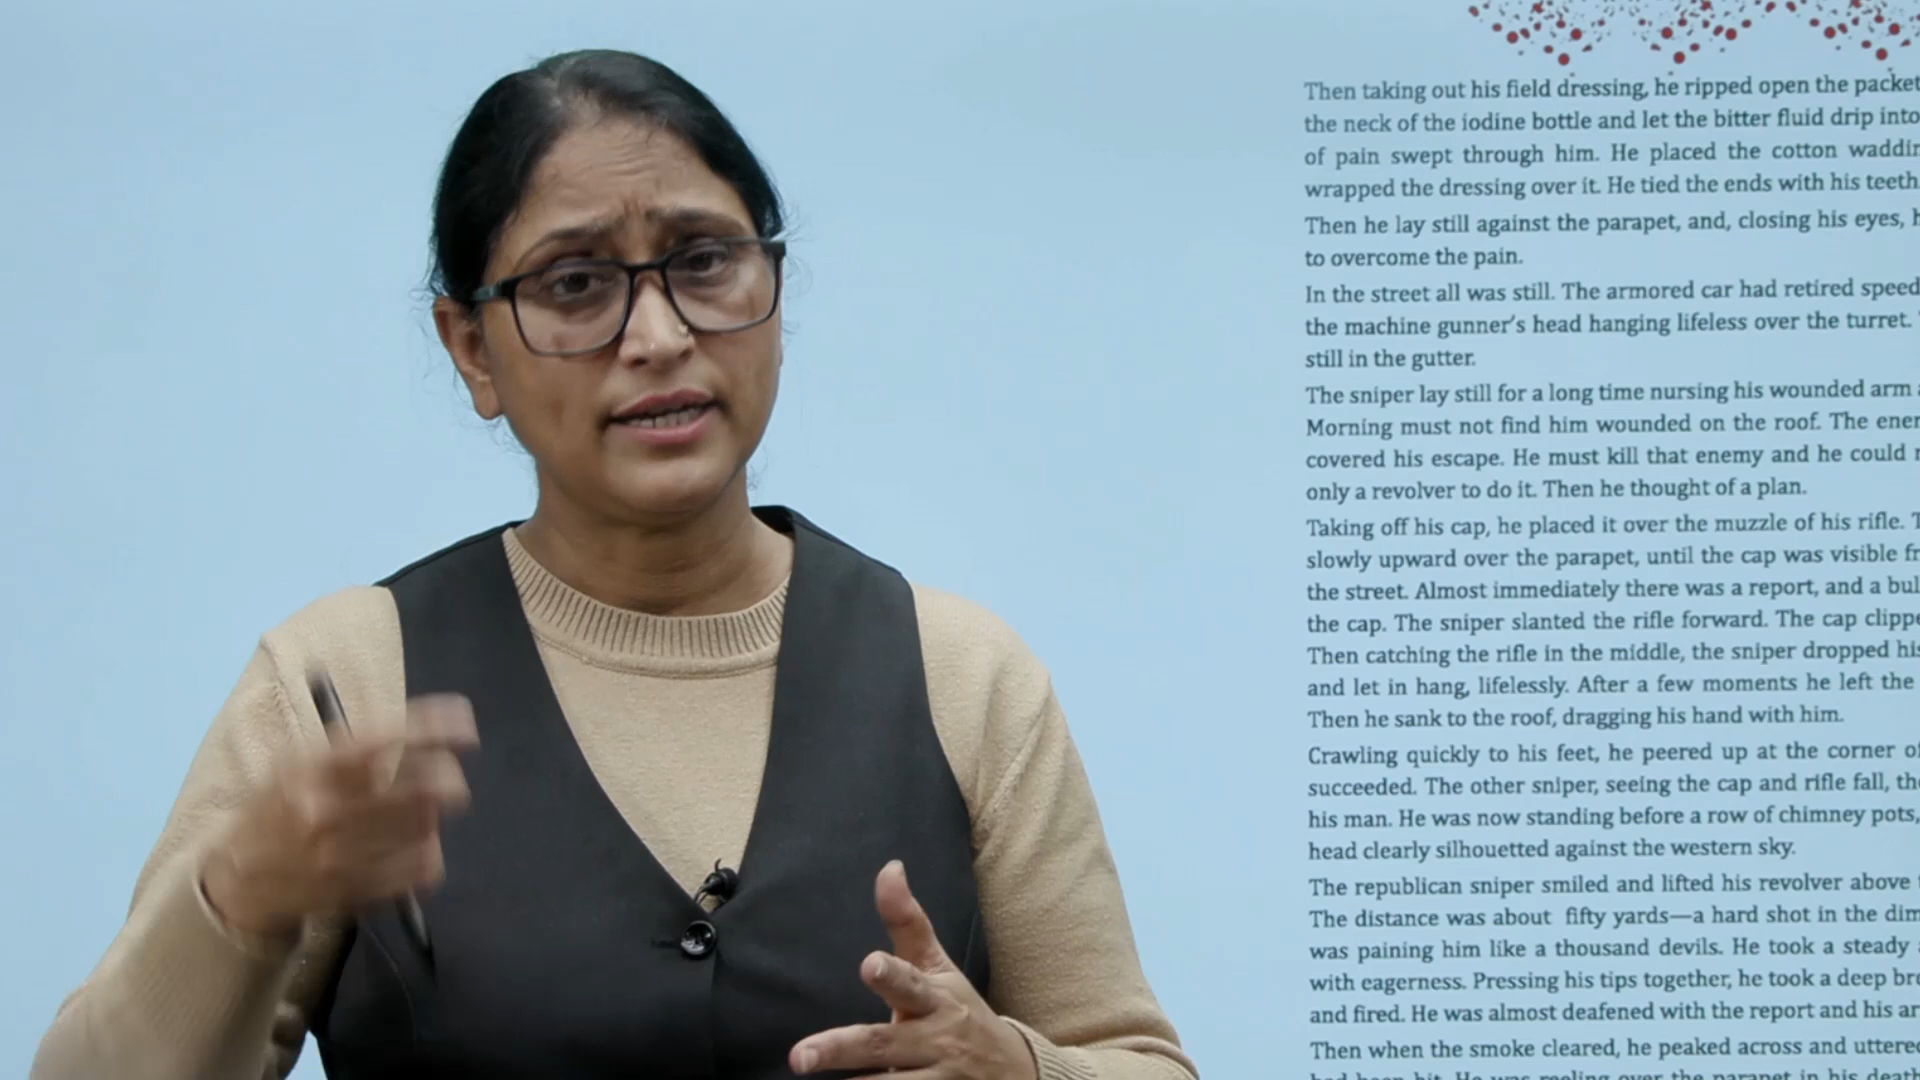 Then taking out his field dressing, he ripped open the packet
the neck of the iodine bottle and let the bitter fluid drip into
of pain swept through him. He placed the cotton
wrapped the dressing over it. He tied the ends with his teeth.
Then he lay still against the parapet, and, closing his eyes,
to overcome the pain.
In the street all was still. The armored car had retired
the machine gunner's head hanging lifeless over the turret.
still in the gutter.
The sniper lay still for a long time nursing his wounded arm
Morning must not find him wounded on the roof. The
covered his escape. He must kill that enemy and he could
only a revolver to do it. Then he thought of a plan.
Taking off his cap, he placed it over the muzzle of his rifle.
slowly upward over the parapet, until the cap was visible
the street. Almost immediately there was a report, and a
the cap. The sniper slanted the rifle forward. The cap
Then catching the rifle in the middle, the sniper dropped his
and let in hang, lifelessly. After a few moments he left the
Then he sank to the roof, dragging his hand with him.
Crawling quickly to his feet, he peered up at the corner
succeeded. The other sniper, seeing the cap and rifle fall,
his man. He was now standing before a row of chimney pots,
head clearly silhouetted against the western sky.
The republican sniper smiled and lifted his revolver above
The distance was about fifty yards—a hard shot in the dim
was paining him like a thousand devils. He took a steady
with eagerness. Pressing his tips together, he took a deep
and fired. He was almost deafened with the report and his
Then when the smoke cleared, he peaked across and uttered
had been hit. He was reeling over the parapet in his death